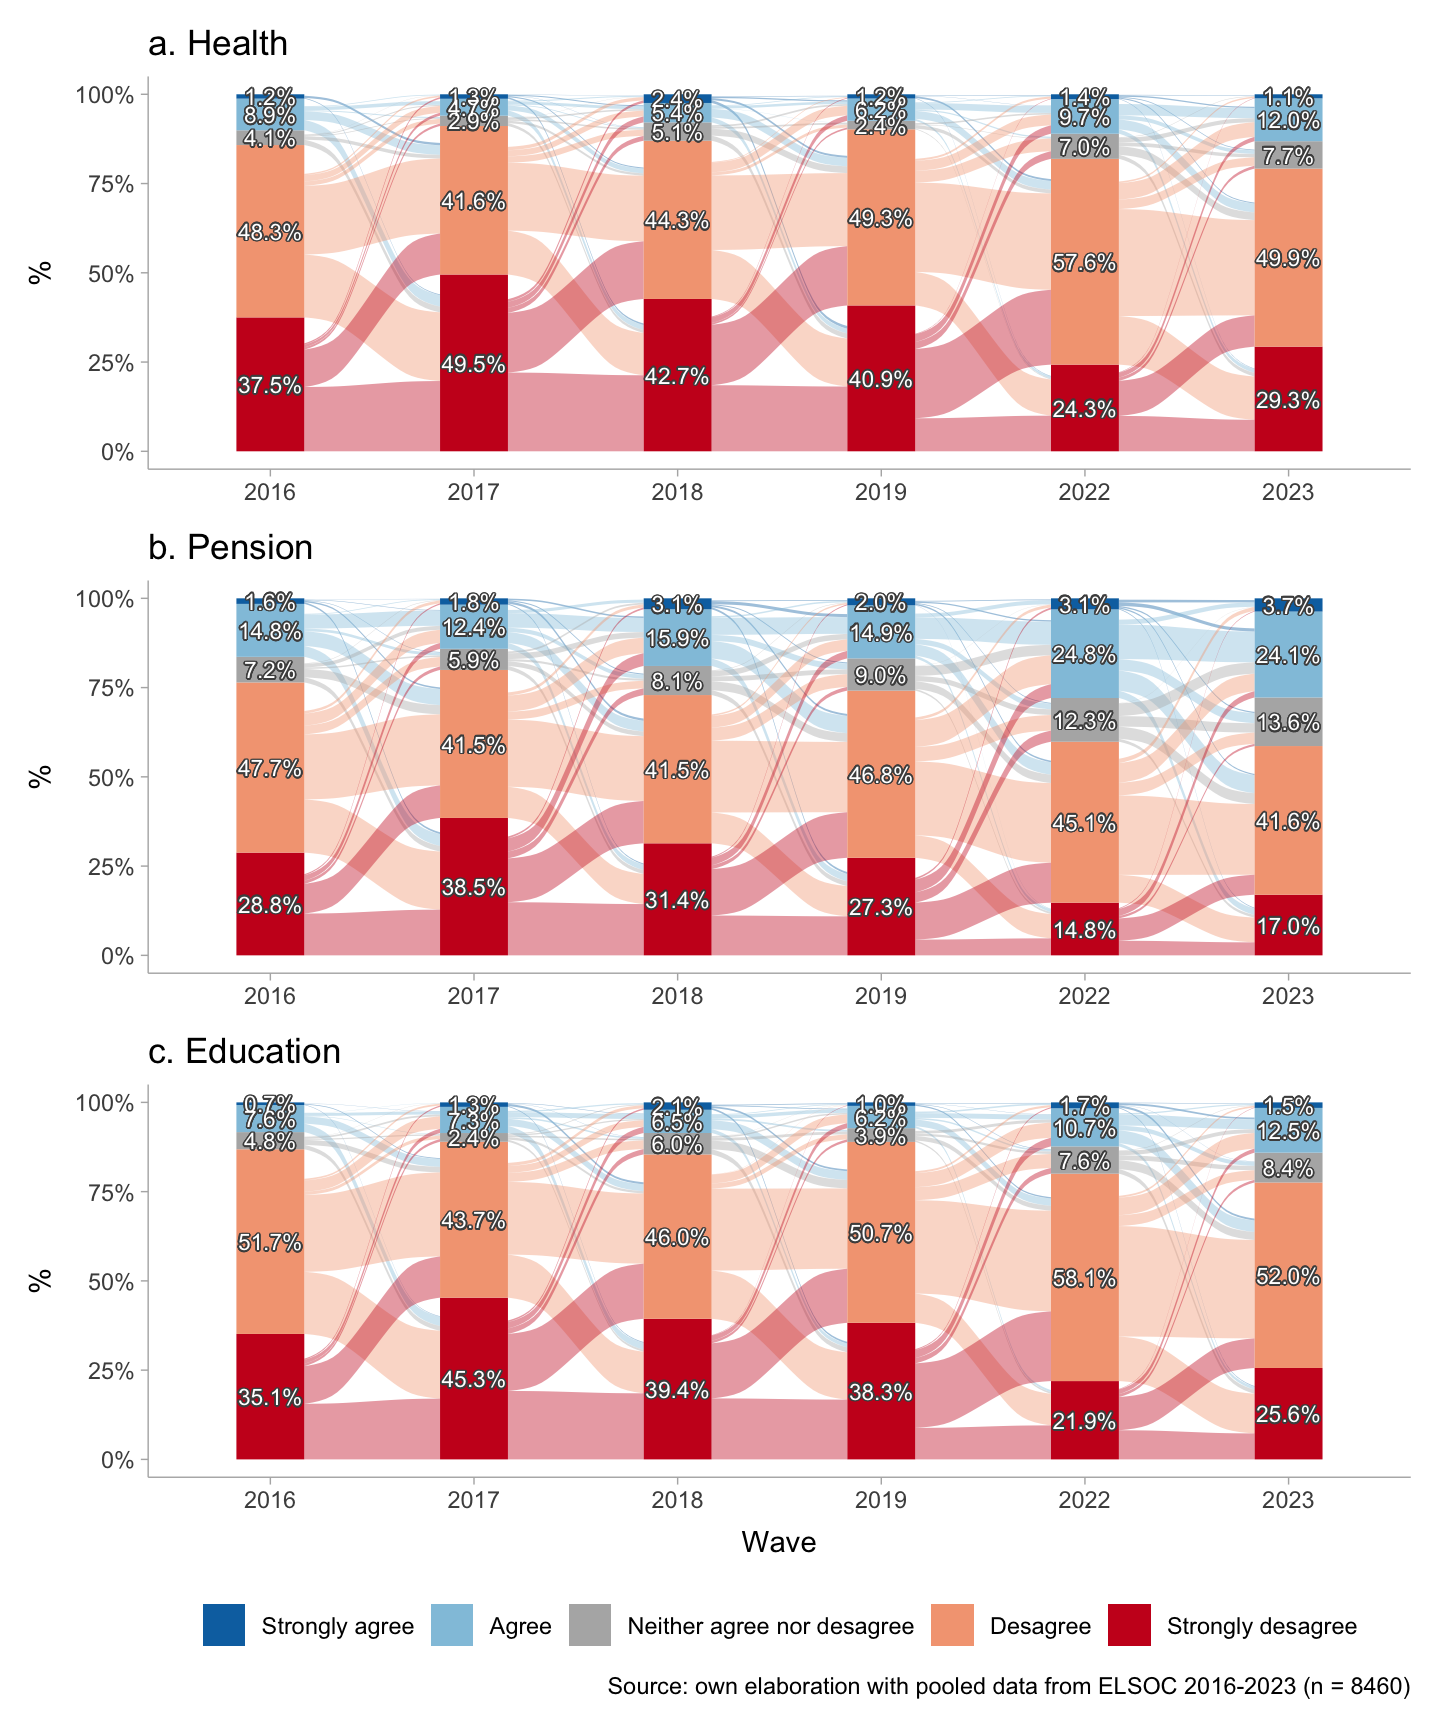 a. Health
%
100%
75%
50%
25%
0%
1.2% 1.3% 2.4% 1.2% 1.4% 1.1%
8.9% 4.7% 5.4% 6.2% 9.7% 12.0%
4.1% 2.9% 5.1% 2.4% 7.0% 7.7%
48.3% 41.6% 44.3% 49.3% 57.6% 49.9%
37.5% 49.5% 42.7% 40.9% 24.3% 29.3%
2016 2017 2018 2019 2022 2023
b. Pension
%
100%
75%
50%
25%
0%
1.6% 1.8% 3.1% 2.0% 3.1% 3.7%
14.8% 12.4% 15.9% 14.9% 24.8% 24.1%
7.2% 5.9% 8.1% 9.0% 12.3% 13.6%
47.7% 41.5% 41.5% 46.8% 45.1% 41.6%
28.8% 38.5% 31.4% 27.3% 14.8% 17.0%
2016 2017 2018 2019 2022 2023
c. Education
%
100%
75%
50%
25%
0%
0.7% 1.3% 2.1% 1.0% 1.7% 1.5%
7.6% 7.3% 6.5% 6.2% 10.7% 12.5%
4.8% 2.4% 6.0% 3.9% 7.6% 8.4%
51.7% 43.7% 46.0% 50.7% 58.1% 52.0%
35.1% 45.3% 39.4% 38.3% 21.9% 25.6%
2016 2017 2018 2019 2022 2023
Wave
Strongly agree Agree Neither agree nor desagree Desagree Strongly desagree
Source: own elaboration with pooled data from ELSOC 2016-2023 (n = 8460)